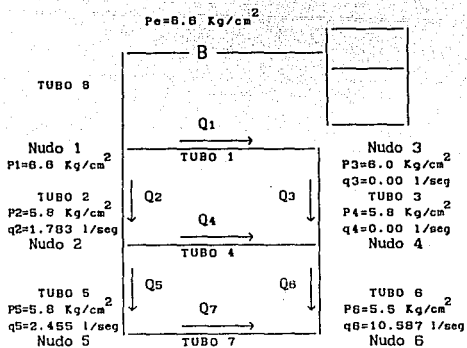 Pe=6.6 Kg/cm2
B
TUBO 8
Q1
Nudo 1
P1=6.6 Kg/cm2
TUBO 1
Nudo 3
P3=6.0 Kg/cm2
q3=0.00 l/seg
TUBO 2
P2=5.8 Kg/cm2
q2=1.783 l/seg
Nudo 2
Q2
Q3
Q4
TUBO 4
TUBO 3
P4=5.8 Kg/cm2
q4=0.00 l/seg
Nudo 4
TUBO 5
P5=5.8 Kg/cm2
q5=2.455 l/seg
Nudo 5
Q5
Q6
Q7
TUBO 7
TUBO 6
P6=5.5 Kg/cm2
q6=10.587 l/seg
Nudo 6